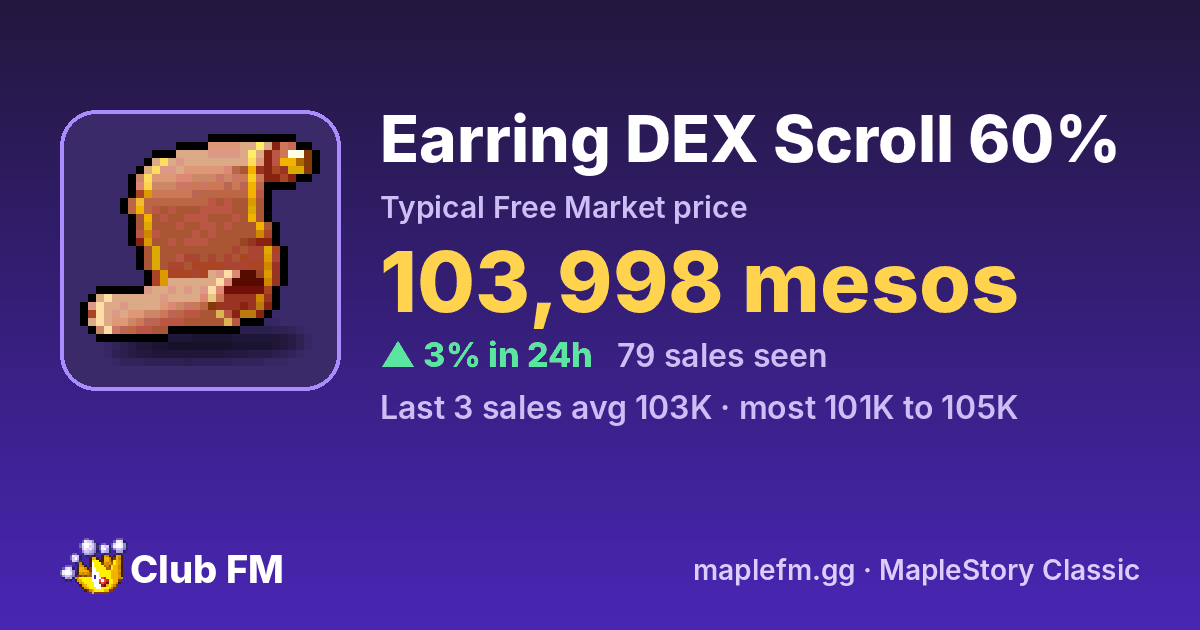 Earring DEX Scroll 60%
Typical Free Market price
103,998 mesos
▲ 3% in 24h 79 sales seen
Last 3 sales avg 103K · most 101K to 105K
Club FM
maplefm.gg · MapleStory Classic